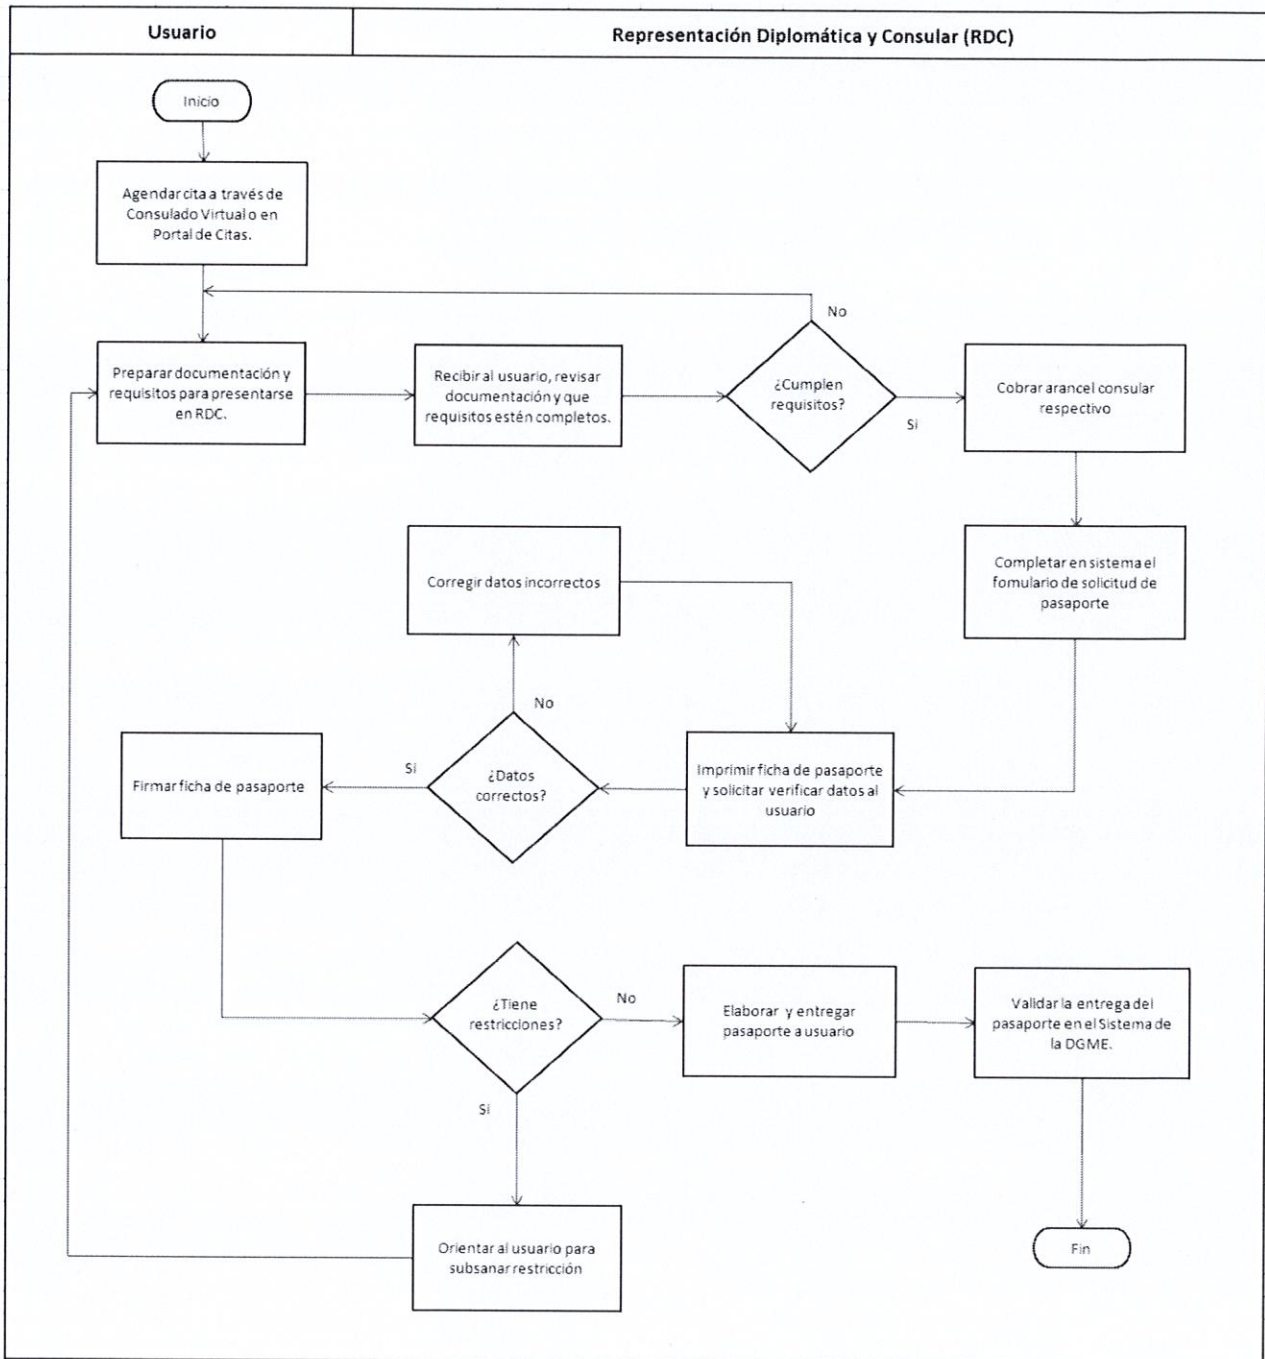 Usuario
Representación Diplomática y Consular (RDC)
Inicio
Agendar cita a través de
Consulado Virtual o en
Portal de Citas.
No
Preparar documentación y
requisitos para presentarse
en RDC.
Recibir al usuario, revisar
documentación y que
requisitos estén completos.
¿Cumplen
requisitos?
Si
Cobrar arancel consular
respectivo
Corregir datos incorrectos
Completar en sistema el
fomulario de solicitud de
pasaporte
No
Firmar ficha de pasaporte
Si
¿Datos
correctos?
Imprimir ficha de pasaporte
y solicitar verificar datos al
usuario
¿Tiene
restricciones?
No
Elaborar y entregar
pasaporte a usuario
Validar la entrega del
pasaporte en el Sistema de
la DGME.
Si
Orientar al usuario para
subsanar restricción
Fin